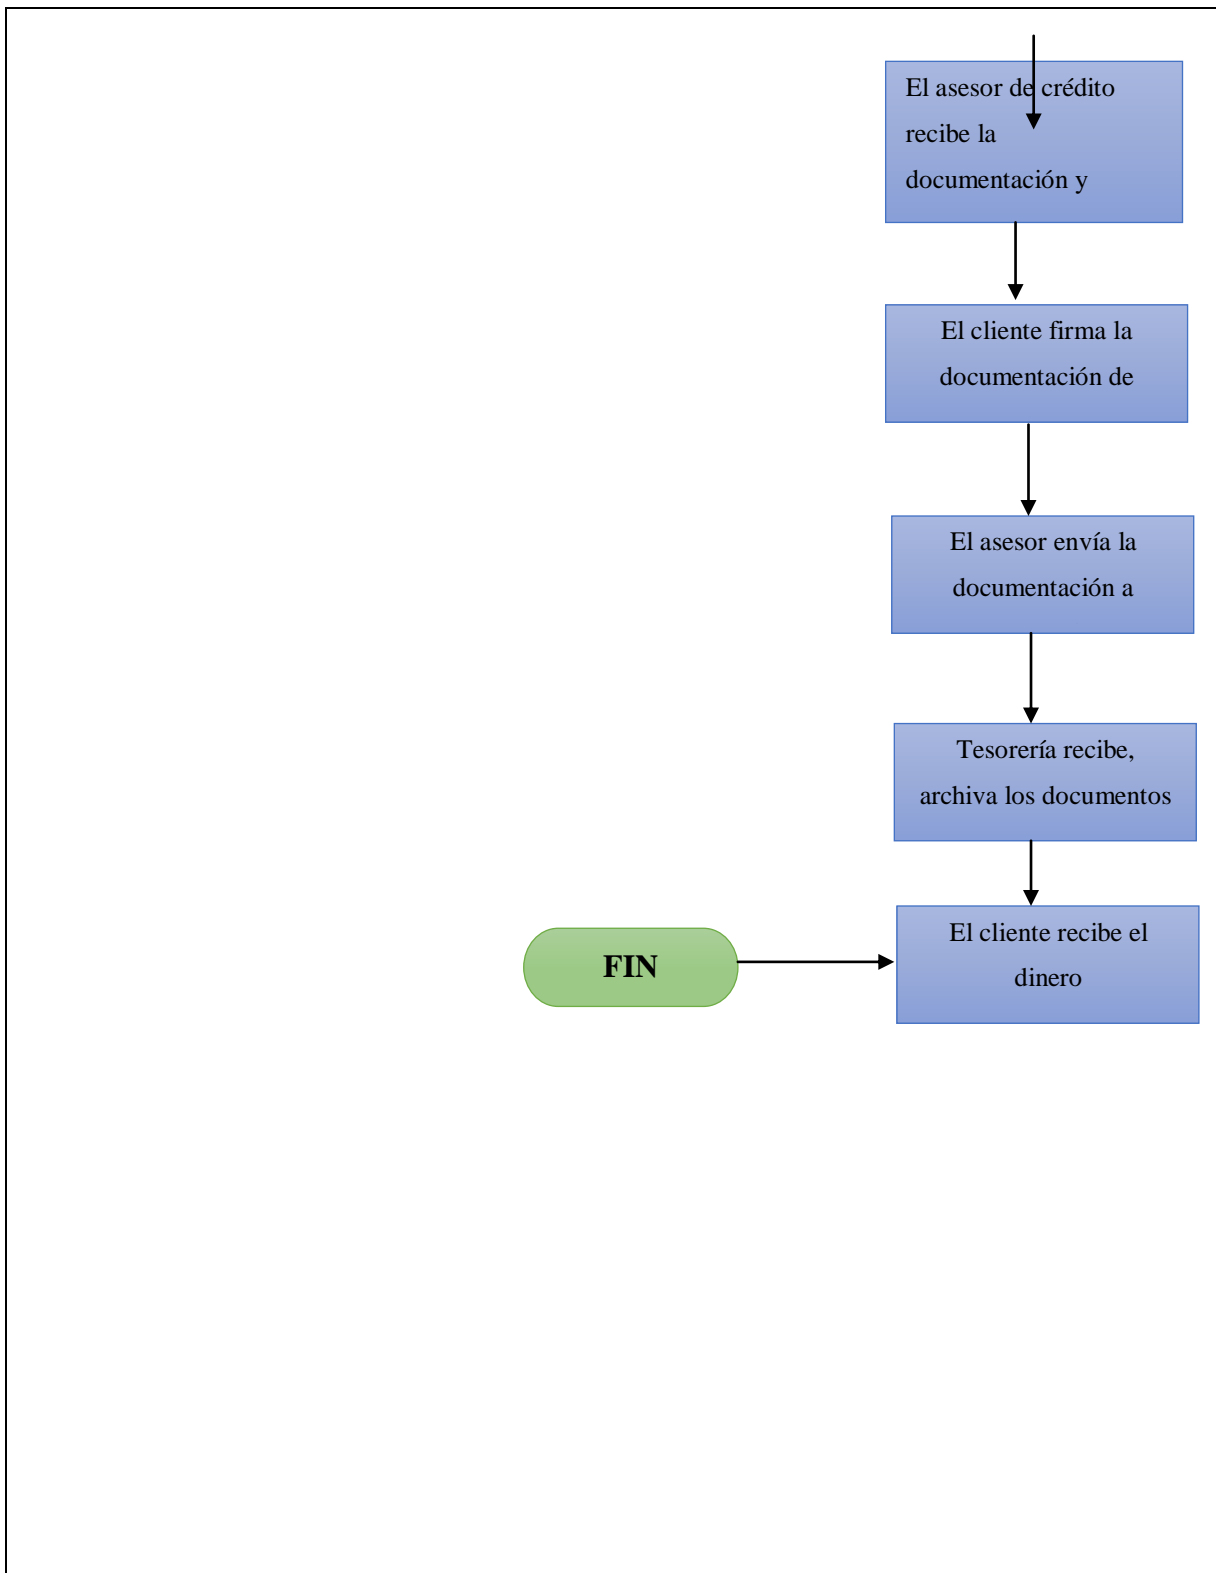 El asesor de crédito
recibe la
documentación y
El cliente firma la
documentación de
El asesor envía la
documentación a
Tesorería recibe,
archiva los documentos
El cliente recibe el
dinero
FIN